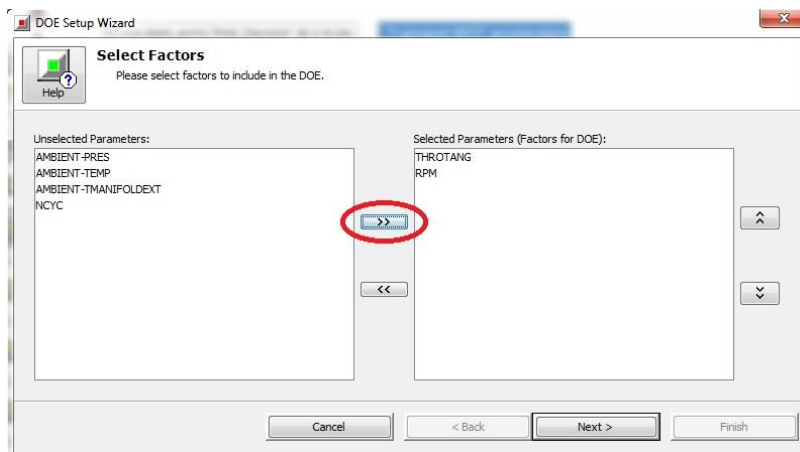 DOE Setup Wizard
Select Factors
Please select factors to include in the DOE.
Help
Unselected Parameters:
AMBIENT-PRES
AMBIENT-TEMP
AMBIENT-TMANIFOLDEXT
NCYC
>>
<<
Selected Parameters (Factors for DOE):
THROTANG
RPM
Cancel
< Back
Next >
Finish